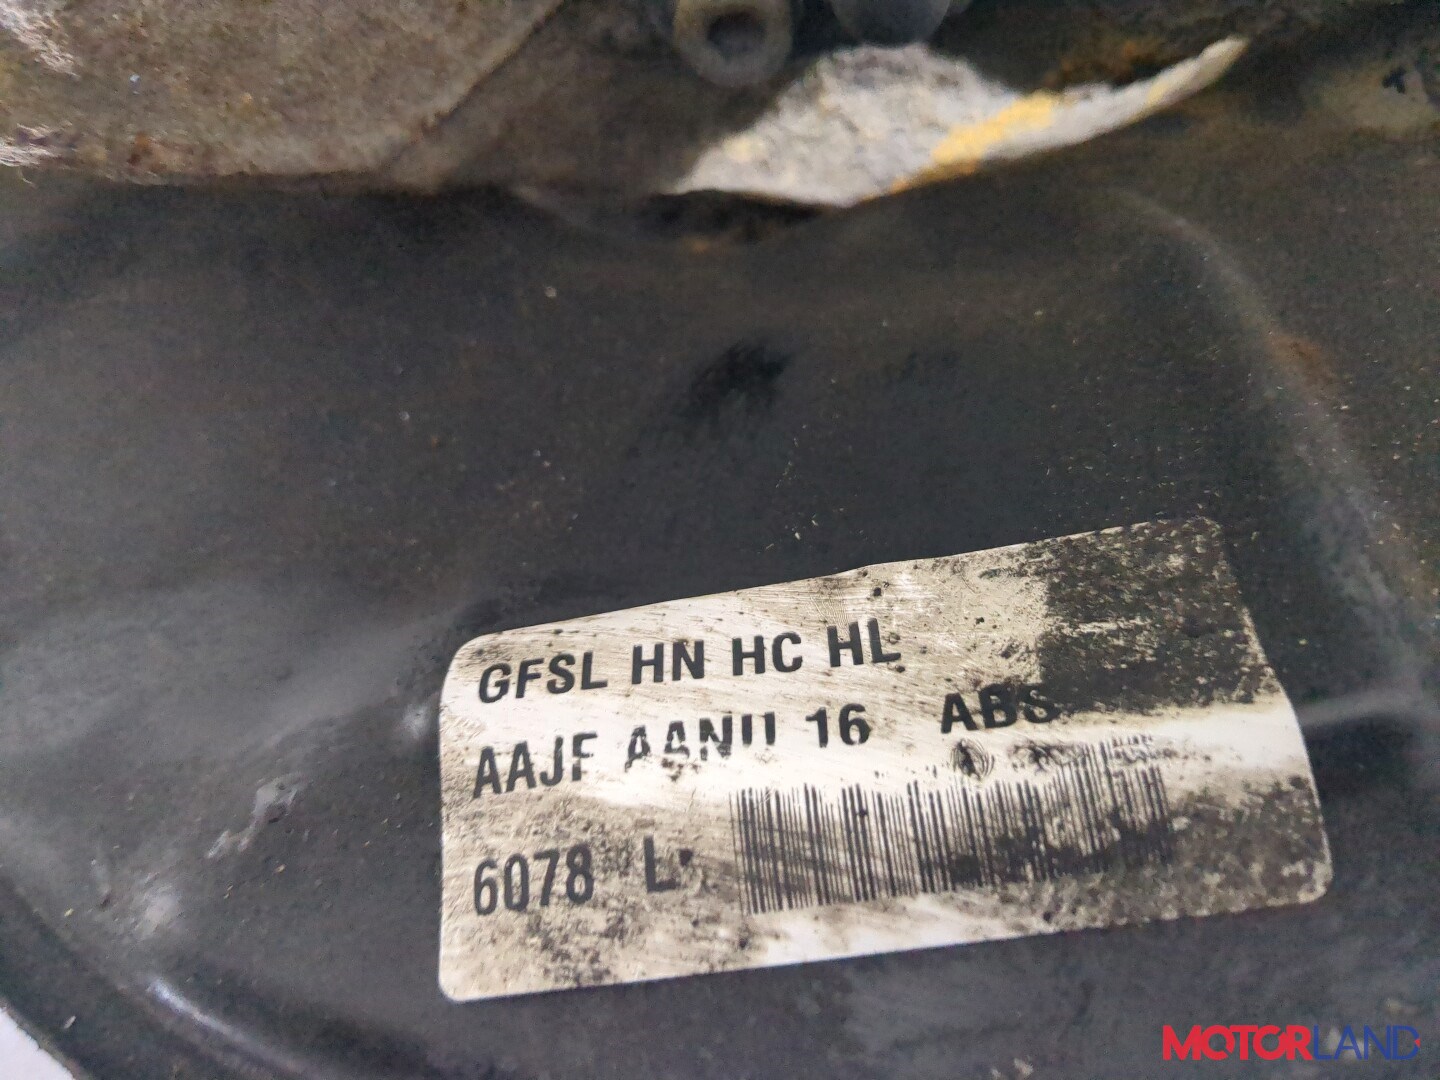 GFSL HN HC HL
AAJF AANU 16 ABS
6078 L
MOTORLAND